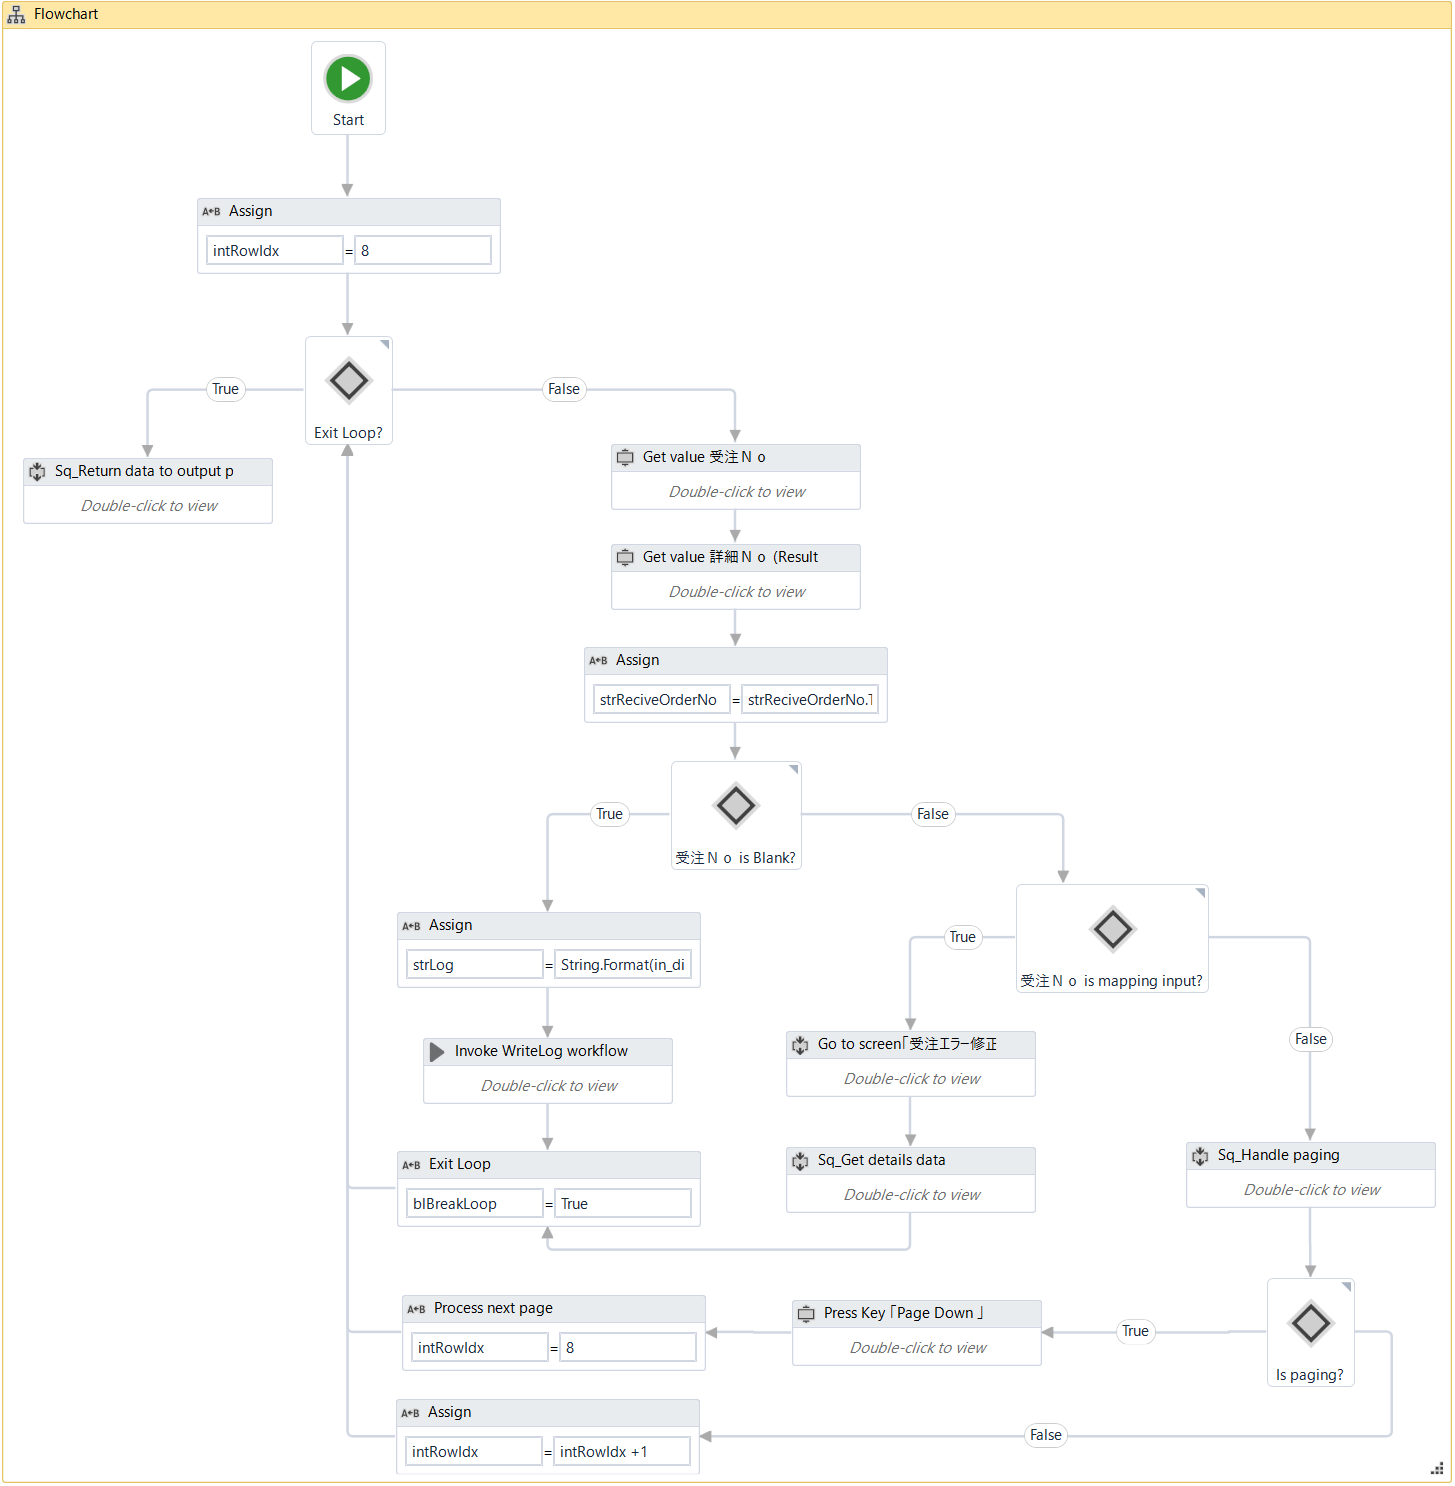 Flowchart
Start
A+B Assign
intRowIdx = 8
Exit Loop?
True
False
Sq_Return data to output p
Double-click to view
Get value 受注Ｎｏ
Double-click to view
Get value 詳細Ｎｏ (Result
Double-click to view
A+B Assign
strReciveOrderNo = strReciveOrderNo.T
受注Ｎｏ is Blank?
True
False
A+B Assign
strLog = String.Format(in_di
Invoke WriteLog workflow
Double-click to view
A+B Exit Loop
blBreakLoop = True
受注Ｎｏ is mapping input?
True
False
Go to screen「受注エラー修正
Double-click to view
Sq_Get details data
Double-click to view
Sq_Handle paging
Double-click to view
Is paging?
True
False
Press Key「Page Down 」
Double-click to view
A+B Process next page
intRowIdx = 8
A+B Assign
intRowIdx = intRowIdx +1